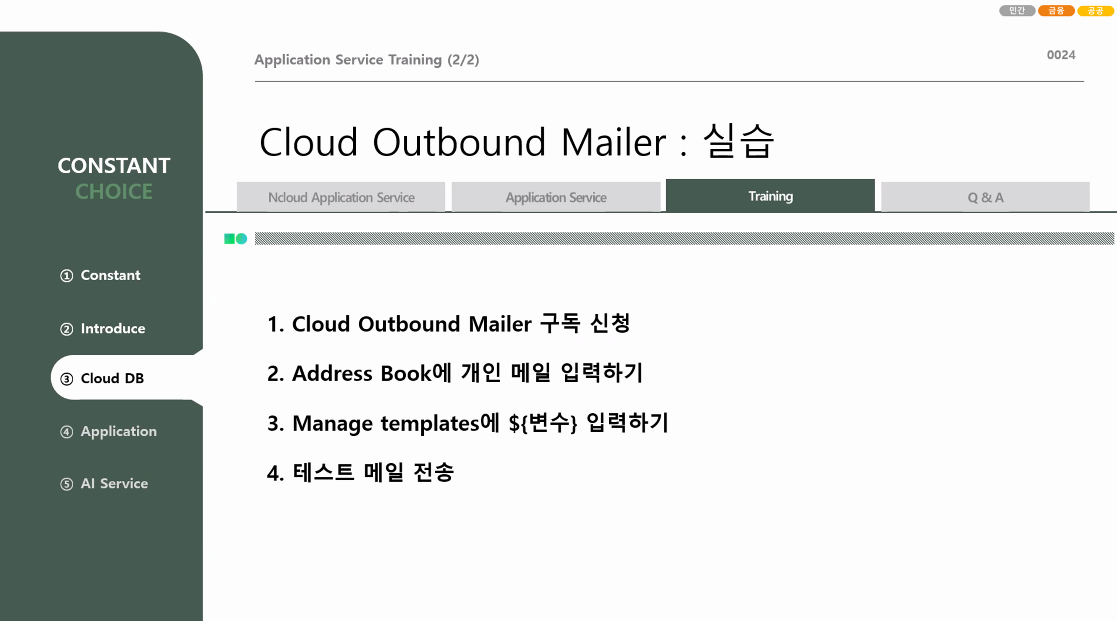 민간 금융 공공
Application Service Training (2/2)
0024
Cloud Outbound Mailer : 실습
CONSTANT
CHOICE
Ncloud Application Service
Application Service
Training
Q & A
① Constant
② Introduce
③ Cloud DB
④ Application
⑤ AI Service
1. Cloud Outbound Mailer 구독 신청
2. Address Book에 개인 메일 입력하기
3. Manage templates에 ${변수} 입력하기
4. 테스트 메일 전송